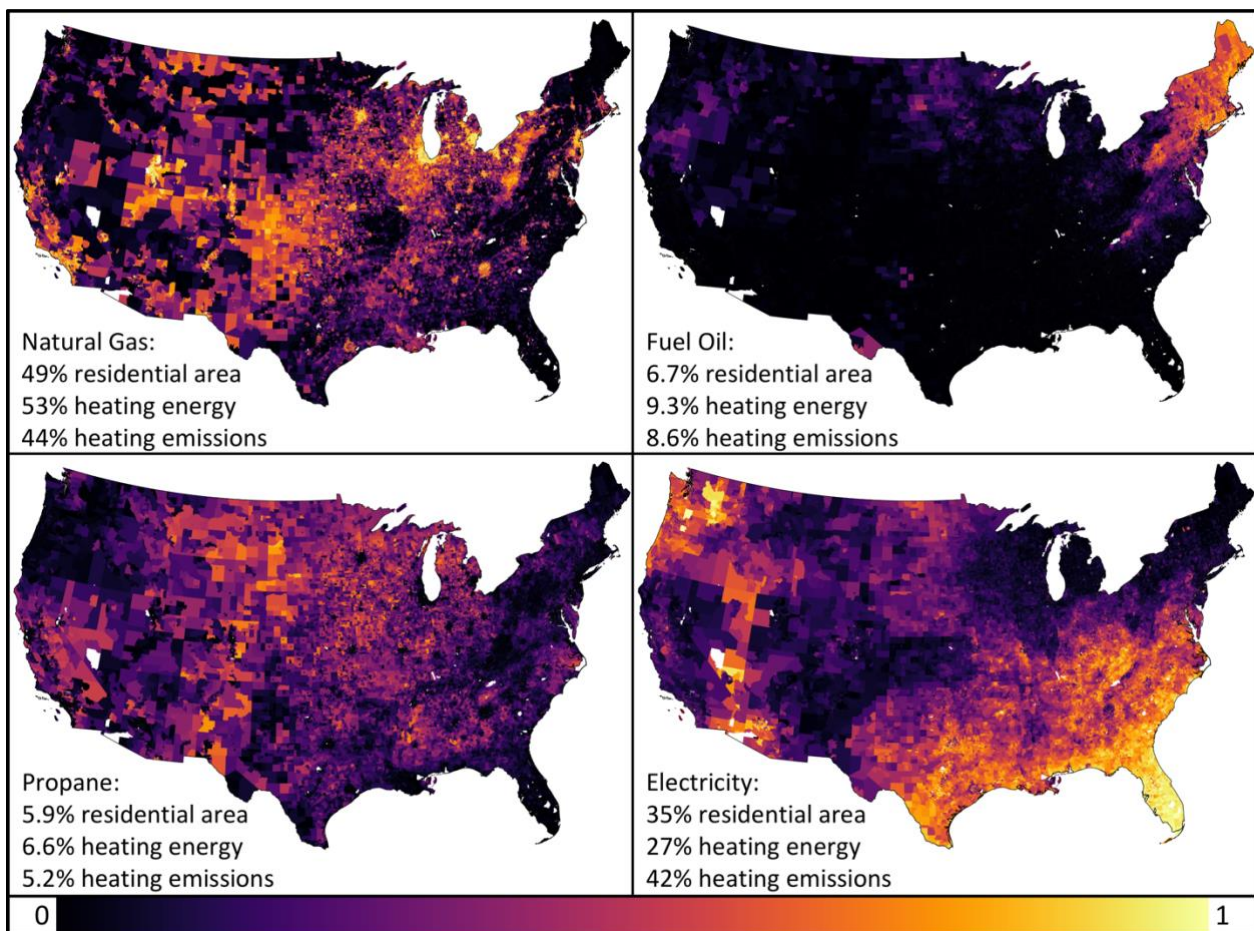 Natural Gas:
49% residential area
53% heating energy
44% heating emissions
Fuel Oil:
6.7% residential area
9.3% heating energy
8.6% heating emissions
Propane:
5.9% residential area
6.6% heating energy
5.2% heating emissions
Electricity:
35% residential area
27% heating energy
42% heating emissions
0 1